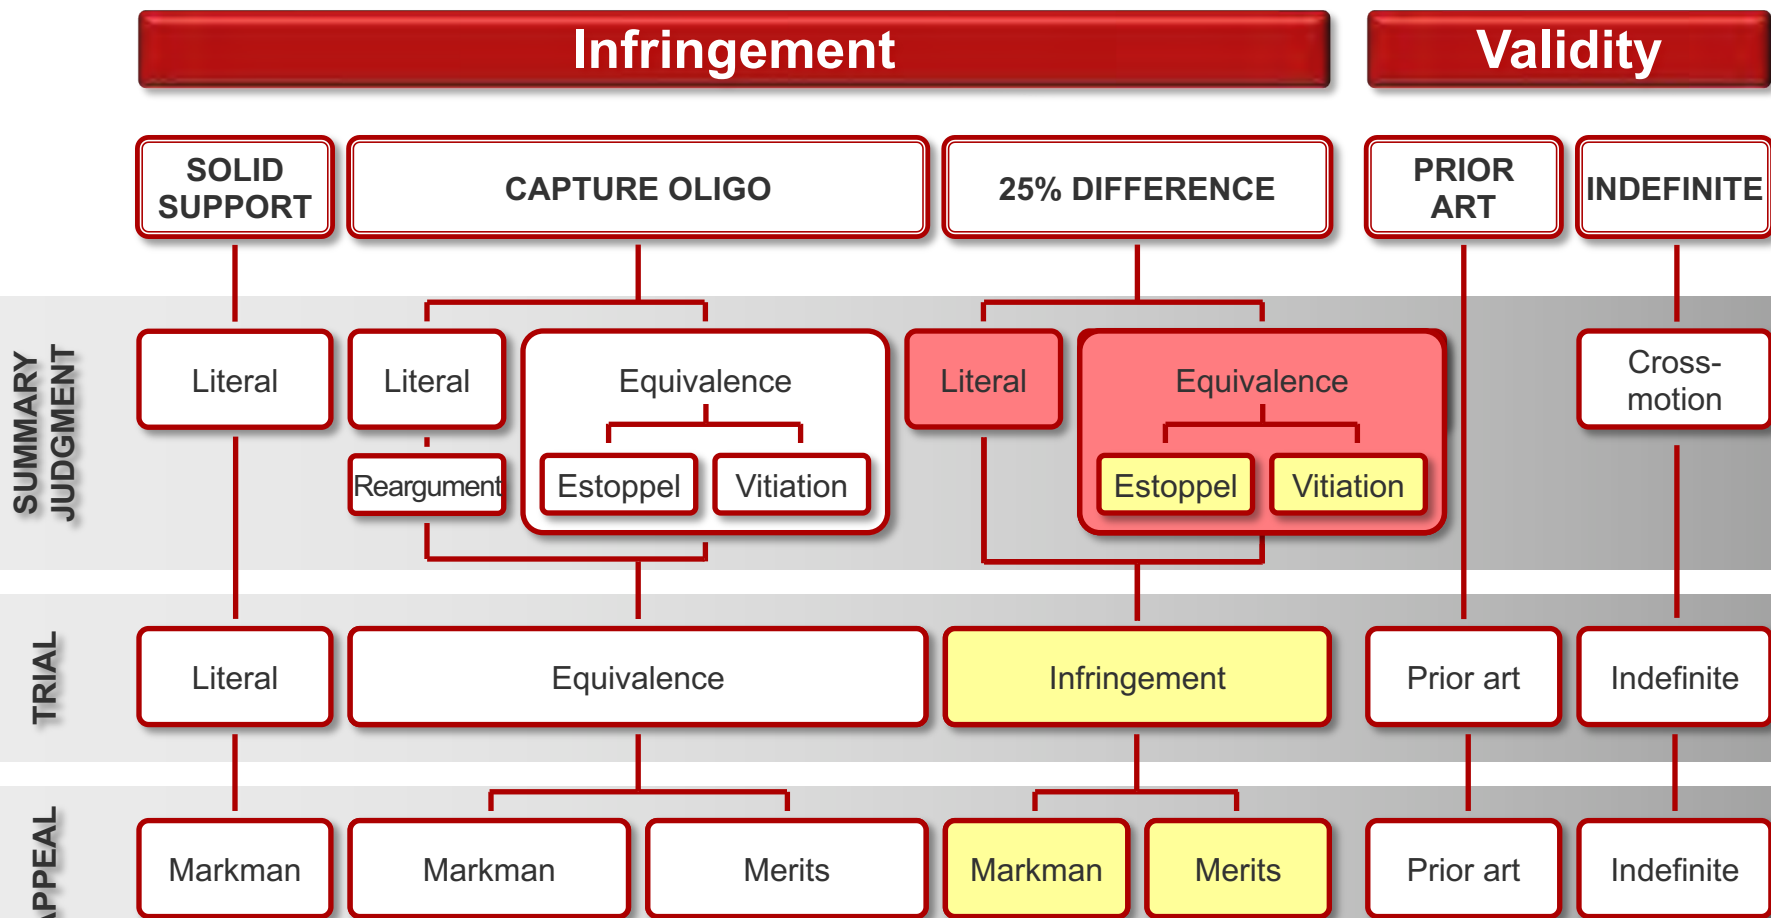 Infringement
Validity
SOLID
SUPPORT
CAPTURE OLIGO
25% DIFFERENCE
PRIOR
ART
INDEFINITE
SUMMARY
JUDGMENT
Literal
Literal
Equivalence
Literal
Equivalence
Cross-
motion
Reargument
Estoppel
Vitiation
Estoppel
Vitiation
TRIAL
Literal
Equivalence
Infringement
Prior art
Indefinite
APPEAL
Markman
Markman
Merits
Markman
Merits
Prior art
Indefinite